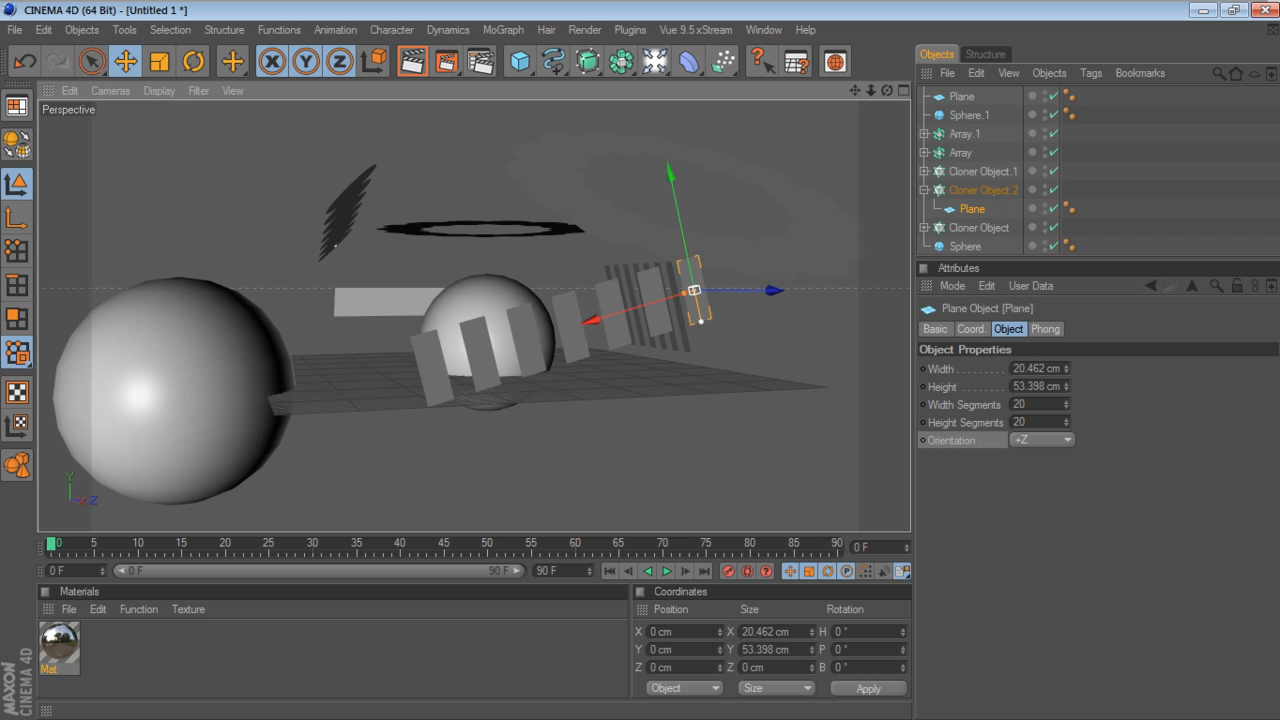 CINEMA 4D (64 Bit) - [Untitled 1 *]
File Edit Objects Tools Selection Structure Functions Animation Character Dynamics MoGraph Hair Render Plugins Vue 9.5 xStream Window Help
Objects Structure
File Edit View Objects Tags Bookmarks
Edit Cameras Display Filter View
Perspective
Plane
Sphere.1
Array.1
Array
Cloner Object.1
Cloner Object.2
Plane
Cloner Object
Sphere
Attributes
Mode Edit User Data
Plane Object [Plane]
Basic Coord. Object Phong
Object Properties
Width 20.462 cm
Height 53.398 cm
Width Segments 20
Height Segments 20
Orientation +Z
Y
X Z
0 5 10 15 20 25 30 35 40 45 50 55 60 65 70 75 80 85 90 0 F
0 F 0 F 90 F 90 F
Materials
File Edit Function Texture
Mat
Coordinates
Position Size Rotation
X 0 cm X 20.462 cm H 0 °
Y 0 cm Y 53.398 cm P 0 °
Z 0 cm Z 0 cm B 0 °
Object Size Apply
MAXON
CINEMA 4D